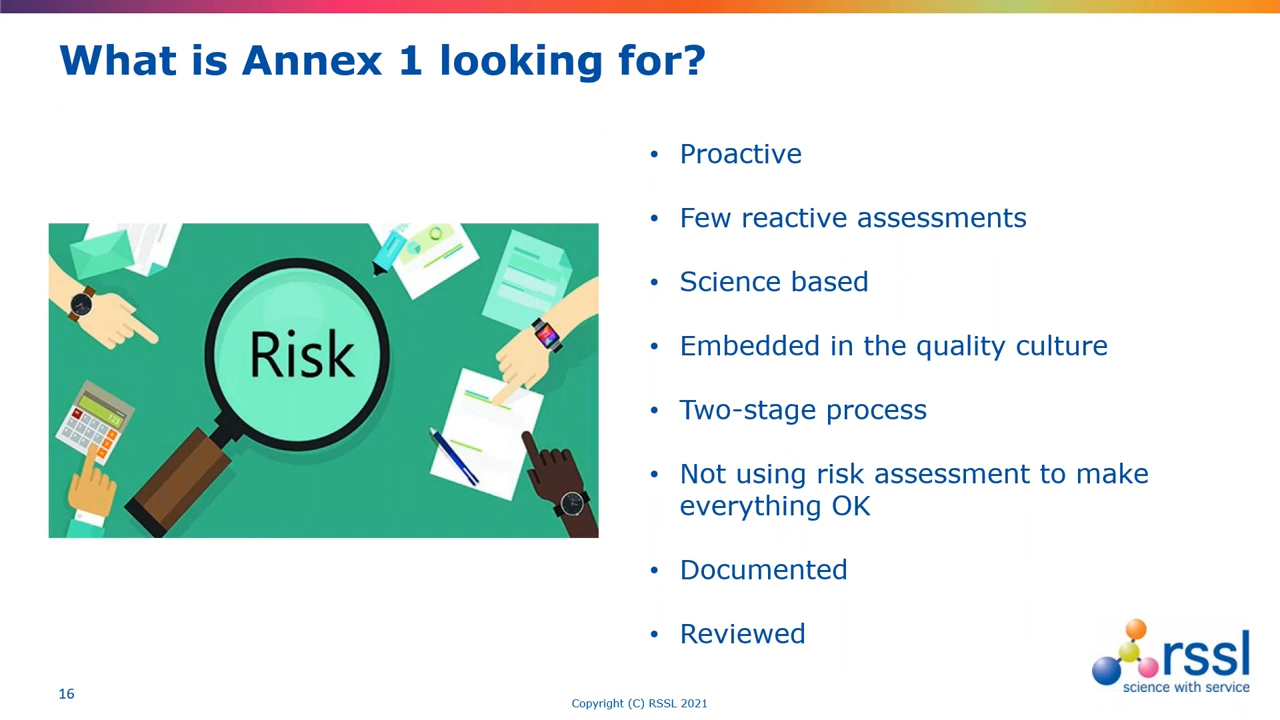 What is Annex 1 looking for?
Risk
• Proactive
• Few reactive assessments
• Science based
• Embedded in the quality culture
• Two-stage process
• Not using risk assessment to make
everything OK
• Documented
• Reviewed
rssl
science with service
16
Copyright (C) RSSL 2021